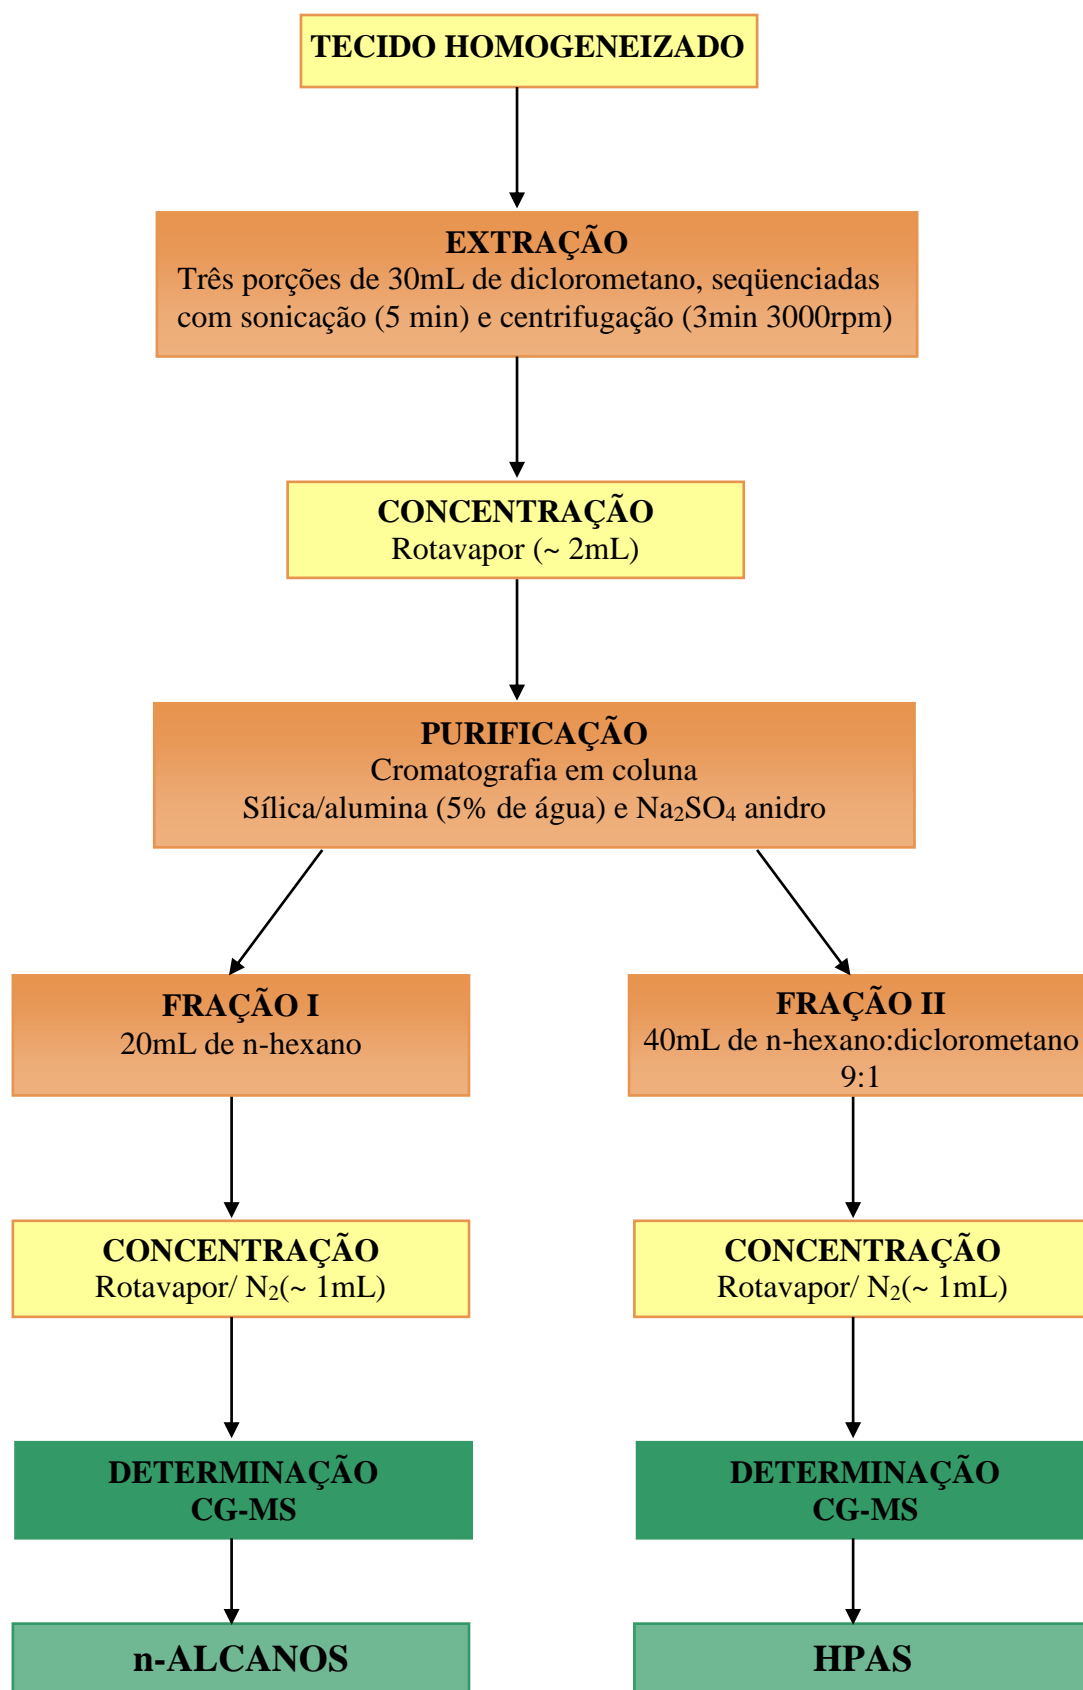 TECIDO HOMOGENEIZADO
EXTRAÇÃO
Três porções de 30mL de diclorometano, seqüenciadas
com sonicação (5 min) e centrifugação (3min 3000rpm)
CONCENTRAÇÃO
Rotavapor (~ 2mL)
PURIFICAÇÃO
Cromatografia em coluna
Sílica/alumina (5% de água) e Na₂SO₄ anidro
FRAÇÃO I
20mL de n-hexano
FRAÇÃO II
40mL de n-hexano:diclorometano
9:1
CONCENTRAÇÃO
Rotavapor/ N₂(~ 1mL)
CONCENTRAÇÃO
Rotavapor/ N₂(~ 1mL)
DETERMINAÇÃO
CG-MS
DETERMINAÇÃO
CG-MS
n-ALCANOS
HPAS